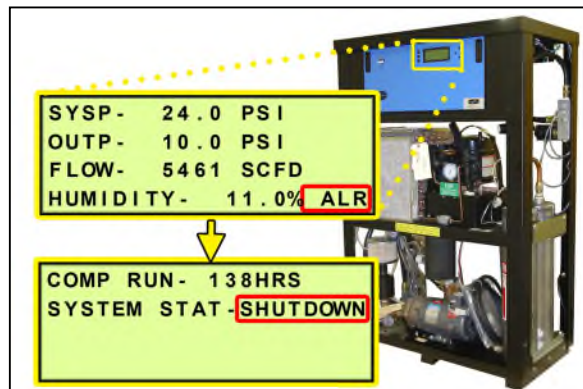 SYSP- 24.0 PSI
OUTP- 10.0 PSI
FLOW- 5461 SCFD
HUMIDITY- 11.0% ALR
COMP RUN- 138HRS
SYSTEM STAT-SHUTDOWN